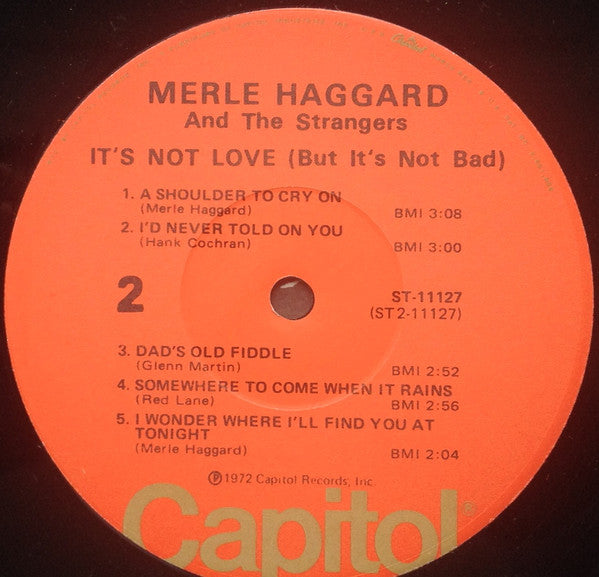 MERLE HAGGARD
And The Strangers
IT'S NOT LOVE (But It's Not Bad)
1. A SHOULDER TO CRY ON
(Merle Haggard) BMI 3:08
2. I'D NEVER TOLD ON YOU
(Hank Cochran) BMI 3:00
2
ST-11127
(ST2-11127)
3. DAD'S OLD FIDDLE
(Glenn Martin) BMI 2:52
4. SOMEWHERE TO COME WHEN IT RAINS
(Red Lane) BMI 2:56
5. I WONDER WHERE I'LL FIND YOU AT
TONIGHT
(Merle Haggard) BMI 2:04
Ⓟ1972 Capitol Records, Inc.
Capitol®